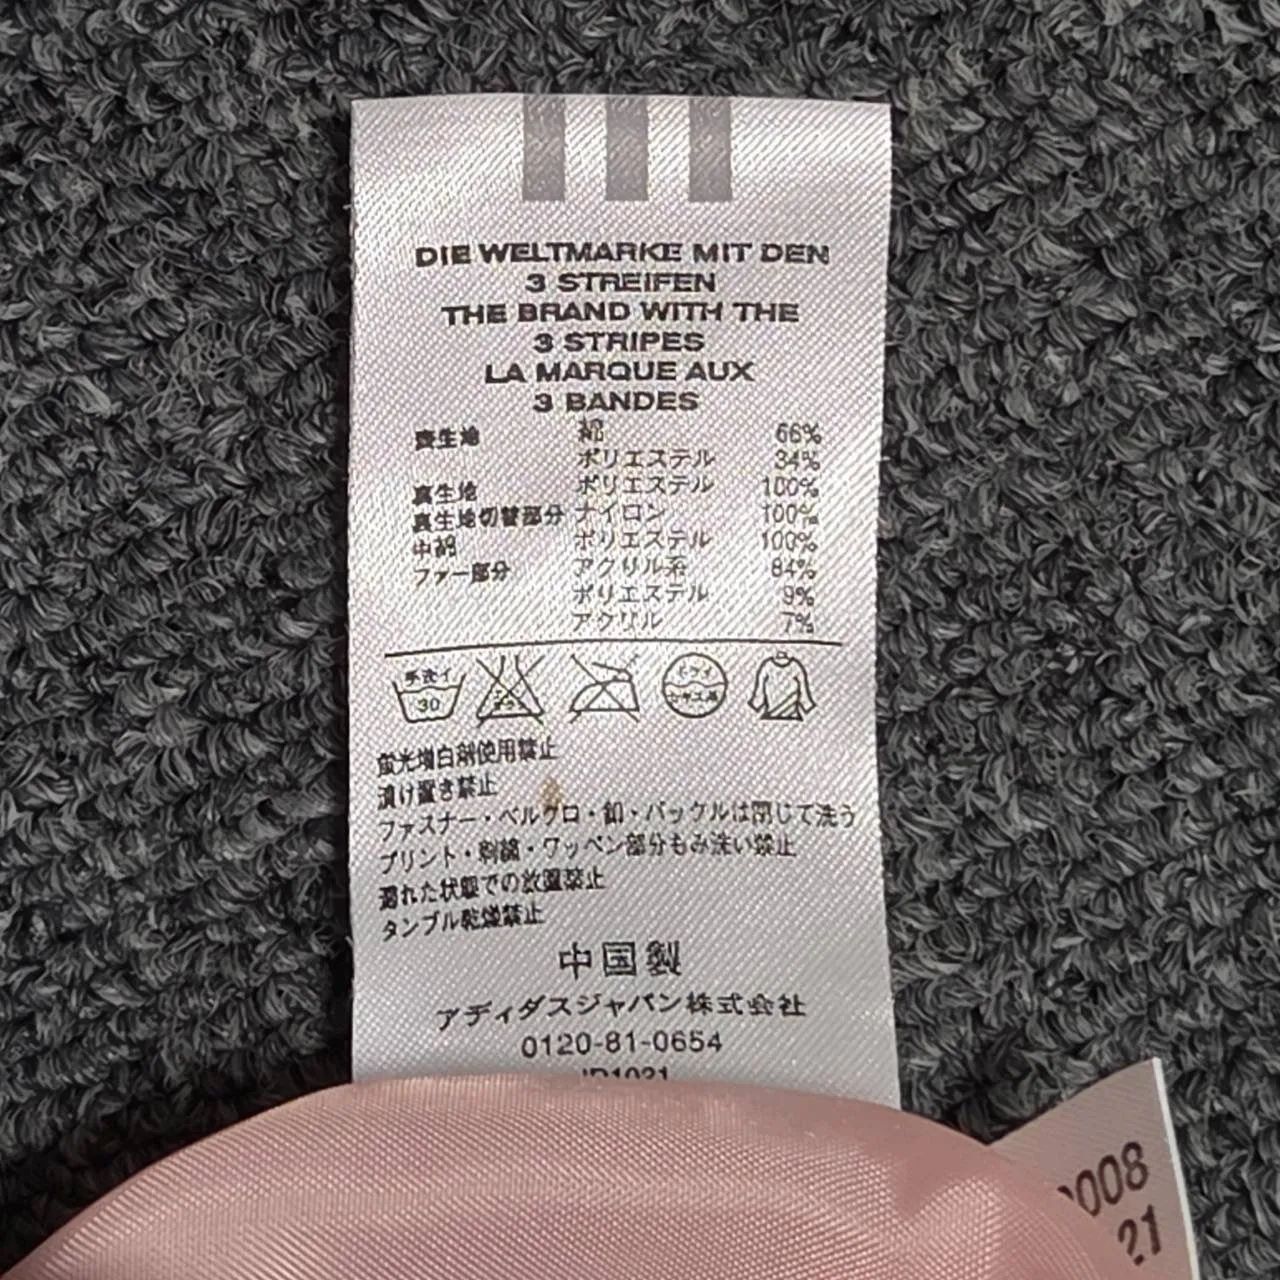 DIE WELTMARKE MIT DEN
3 STREIFEN
THE BRAND WITH THE
3 STRIPES
LA MARQUE AUX
3 BANDES
表生地 綿 66%
ポリエステル 34%
裏生地 ポリエステル 100%
裏生地切替部分 ナイロン 100%
中綿 ポリエステル 100%
ファー部分 アクリル系 84%
ポリエステル 9%
アクリル 7%
手洗イ
30
ドライ
蛍光増白剤使用禁止
漬け置き禁止
ファスナー・ベルクロ・釦・バックルは閉じて洗う
プリント・刺繍・ワッペン部分もみ洗い禁止
濡れた状態での放置禁止
タンブル乾燥禁止
中国製
アディダスジャパン株式会社
0120-81-0654
JD1021
008
21